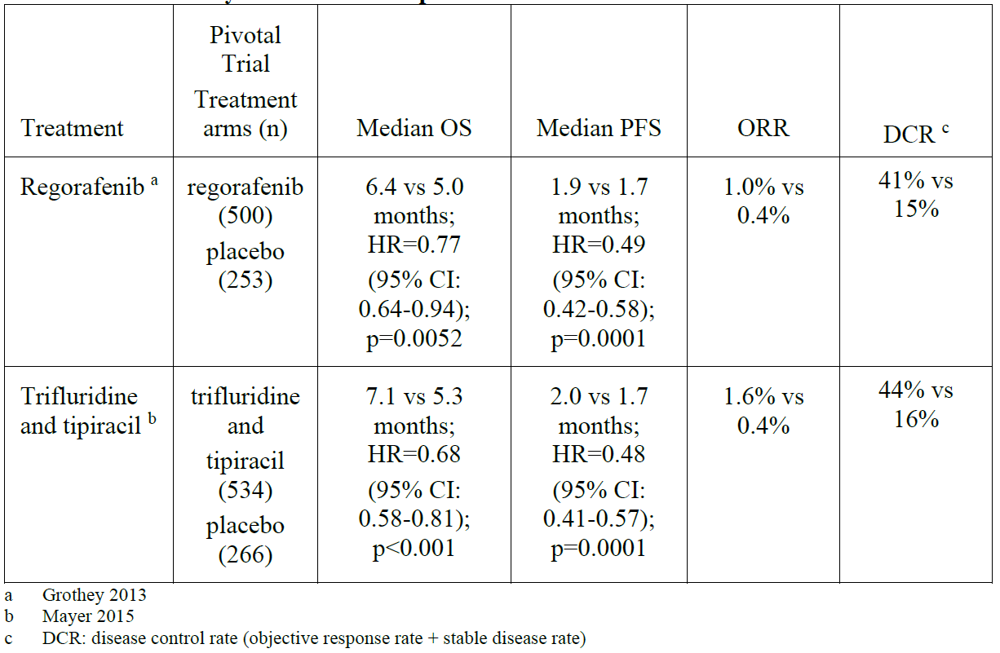 Pivotal
Trial
Treatment
Treatment
arms (n)
Median OS
Median PFS
ORR
DCR c
Regorafenib a
regorafenib
(500)
placebo
(253)
6.4 vs 5.0
months;
HR=0.77
(95% CI:
0.64-0.94);
p=0.0052
1.9 vs 1.7
months;
HR=0.49
(95% CI:
0.42-0.58);
p=0.0001
1.0% vs
0.4%
41% vs
15%
Trifluridine
and tipiracil b
trifluridine
and
tipiracil
(534)
placebo
(266)
7.1 vs 5.3
months;
HR=0.68
(95% CI:
0.58-0.81);
p<0.001
2.0 vs 1.7
months;
HR=0.48
(95% CI:
0.41-0.57);
p=0.0001
1.6% vs
0.4%
44% vs
16%
a Grothey 2013
b Mayer 2015
c DCR: disease control rate (objective response rate + stable disease rate)